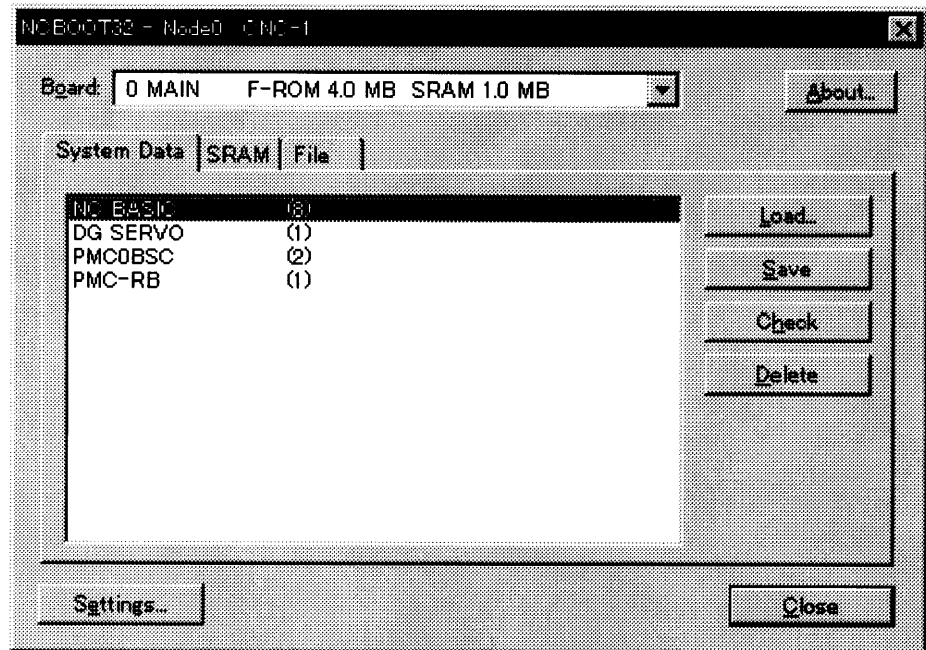 NCBOOT32 - Node0 CNC-1
Board: 0 MAIN F-ROM 4.0 MB SRAM 1.0 MB
About...
System Data SRAM File
NC BASIC (8)
DG SERVO (1)
PMC0BSC (2)
PMC-RB (1)
Load...
Save
Check
Delete
Settings...
Close